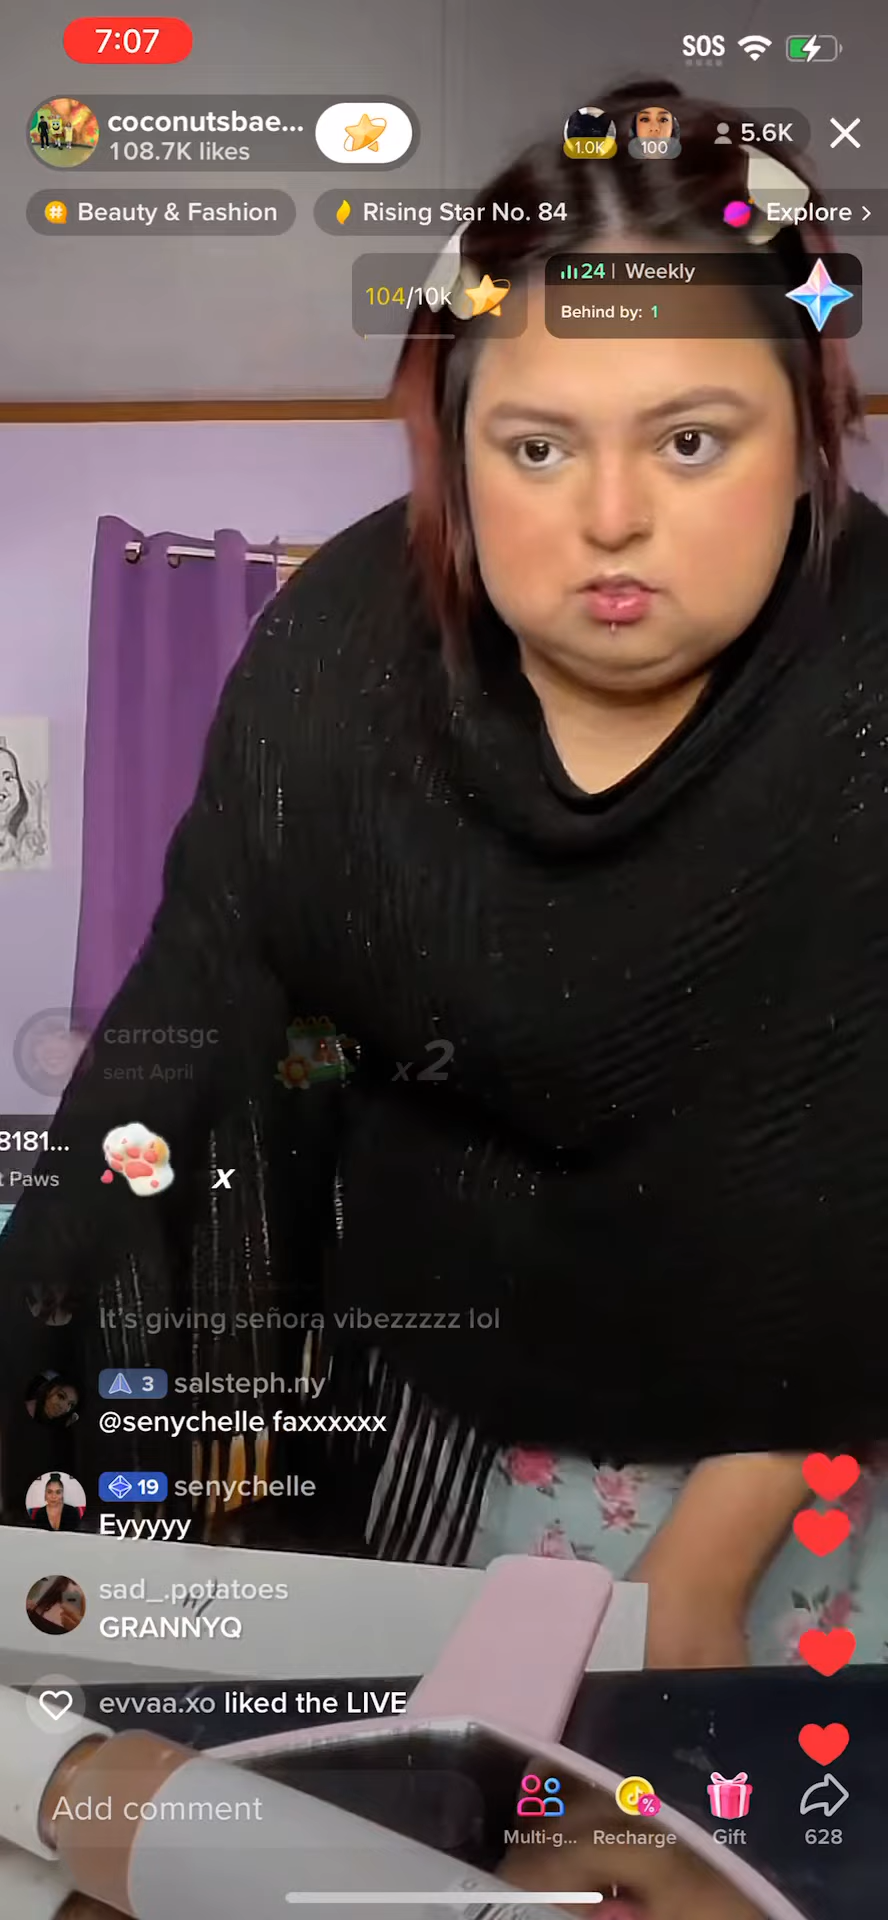 7:07
SOS
coconutsbae...
108.7K likes
1.0K
100
5.6K
Beauty & Fashion
Rising Star No. 84
Explore >
104/10k
24 | Weekly
Behind by: 1
carrotsgc
sent April
x2
8181...
t Paws
x
It's giving señora vibezzzzz lol
3 salsteph.ny
@senychelle faxxxxxx
19 senychelle
Eyyyyy
sad_.potatoes
GRANNYQ
evvaa.xo liked the LIVE
Add comment
Multi-g...
Recharge
Gift
628